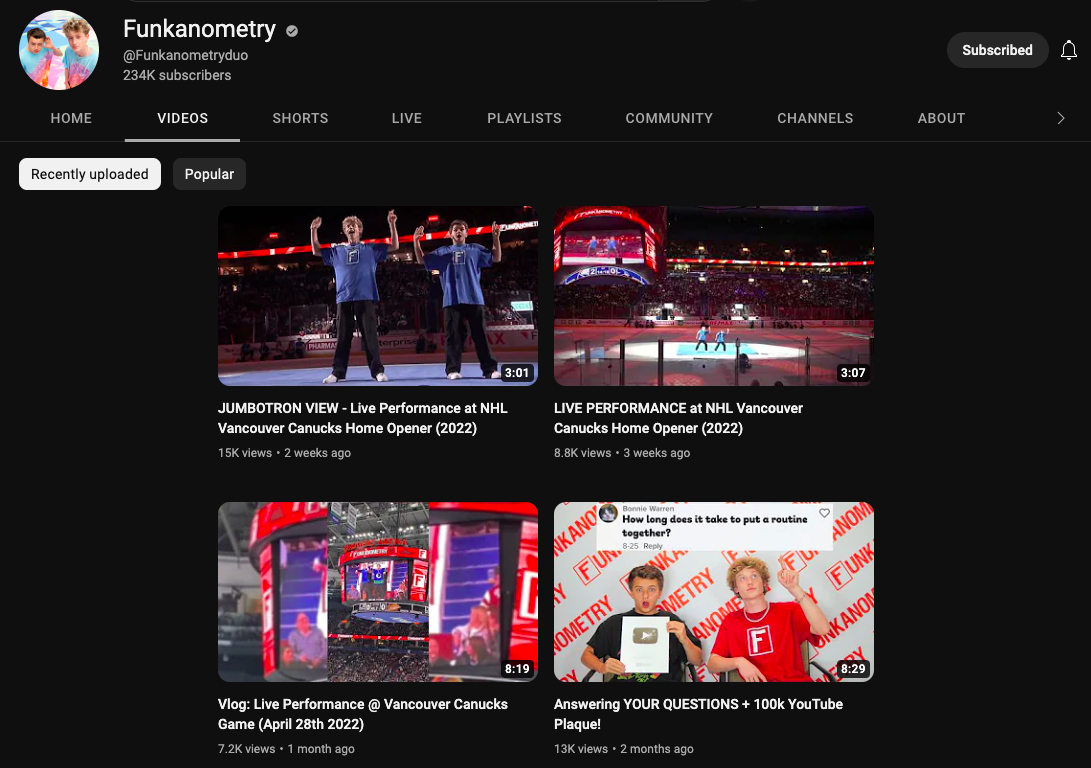 Funkanometry
@Funkanometryduo
234K subscribers
Subscribed
HOME
VIDEOS
SHORTS
LIVE
PLAYLISTS
COMMUNITY
CHANNELS
ABOUT
Recently uploaded
Popular
F
F
3:01
JUMBOTRON VIEW - Live Performance at NHL
Vancouver Canucks Home Opener (2022)
15K views • 2 weeks ago
FUNKANOMETRY
3:07
LIVE PERFORMANCE at NHL Vancouver
Canucks Home Opener (2022)
8.8K views • 3 weeks ago
8:19
Vlog: Live Performance @ Vancouver Canucks
Game (April 28th 2022)
7.2K views • 1 month ago
Bonnie Warren
How long does it take to put a routine
together?
8-25 Reply
FUNKANOMETRY
F
8:29
Answering YOUR QUESTIONS + 100k YouTube
Plaque!
13K views • 2 months ago